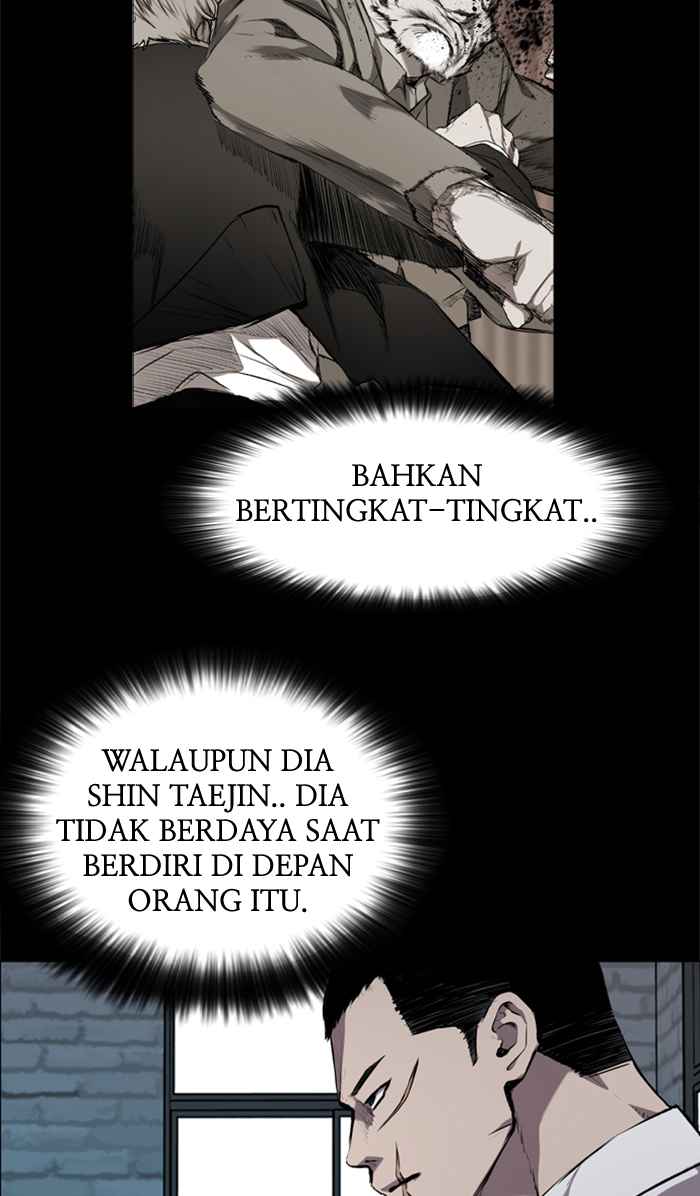 BAHKAN
BERTINGKAT-TINGKAT..
WALAUPUN DIA
SHIN TAEJIN.. DIA
TIDAK BERDAYA SAAT
BERDIRI DI DEPAN
ORANG ITU.